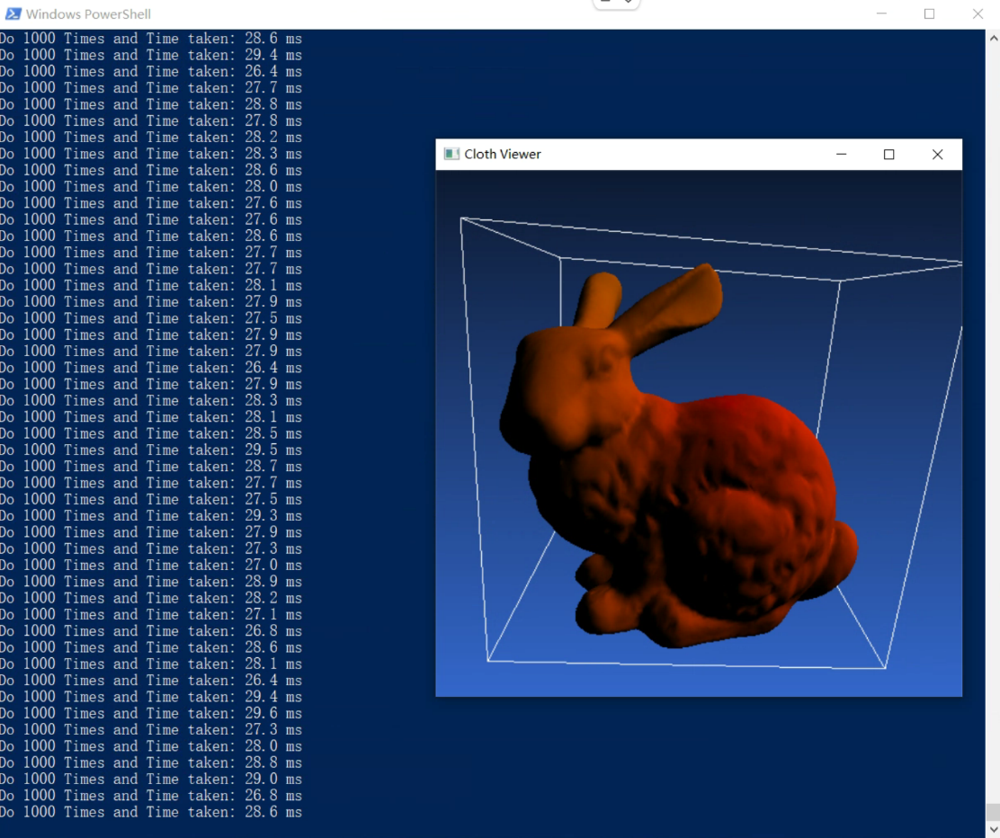 Windows PowerShell
Do 1000 Times and Time taken: 28.6 ms
Do 1000 Times and Time taken: 29.4 ms
Do 1000 Times and Time taken: 26.4 ms
Do 1000 Times and Time taken: 27.7 ms
Do 1000 Times and Time taken: 28.8 ms
Do 1000 Times and Time taken: 27.8 ms
Do 1000 Times and Time taken: 28.2 ms
Do 1000 Times and Time taken: 28.3 ms
Do 1000 Times and Time taken: 28.6 ms
Do 1000 Times and Time taken: 28.0 ms
Do 1000 Times and Time taken: 27.6 ms
Do 1000 Times and Time taken: 27.6 ms
Do 1000 Times and Time taken: 28.6 ms
Do 1000 Times and Time taken: 27.7 ms
Do 1000 Times and Time taken: 27.7 ms
Do 1000 Times and Time taken: 28.1 ms
Do 1000 Times and Time taken: 27.9 ms
Do 1000 Times and Time taken: 27.5 ms
Do 1000 Times and Time taken: 27.9 ms
Do 1000 Times and Time taken: 27.9 ms
Do 1000 Times and Time taken: 26.4 ms
Do 1000 Times and Time taken: 27.9 ms
Do 1000 Times and Time taken: 28.3 ms
Do 1000 Times and Time taken: 28.1 ms
Do 1000 Times and Time taken: 28.5 ms
Do 1000 Times and Time taken: 29.5 ms
Do 1000 Times and Time taken: 28.7 ms
Do 1000 Times and Time taken: 27.7 ms
Do 1000 Times and Time taken: 27.5 ms
Do 1000 Times and Time taken: 29.3 ms
Do 1000 Times and Time taken: 27.9 ms
Do 1000 Times and Time taken: 27.3 ms
Do 1000 Times and Time taken: 27.0 ms
Do 1000 Times and Time taken: 28.9 ms
Do 1000 Times and Time taken: 28.2 ms
Do 1000 Times and Time taken: 27.1 ms
Do 1000 Times and Time taken: 26.8 ms
Do 1000 Times and Time taken: 28.6 ms
Do 1000 Times and Time taken: 28.1 ms
Do 1000 Times and Time taken: 26.4 ms
Do 1000 Times and Time taken: 29.4 ms
Do 1000 Times and Time taken: 29.6 ms
Do 1000 Times and Time taken: 27.3 ms
Do 1000 Times and Time taken: 28.0 ms
Do 1000 Times and Time taken: 28.8 ms
Do 1000 Times and Time taken: 29.0 ms
Do 1000 Times and Time taken: 26.8 ms
Do 1000 Times and Time taken: 28.6 ms
Cloth Viewer